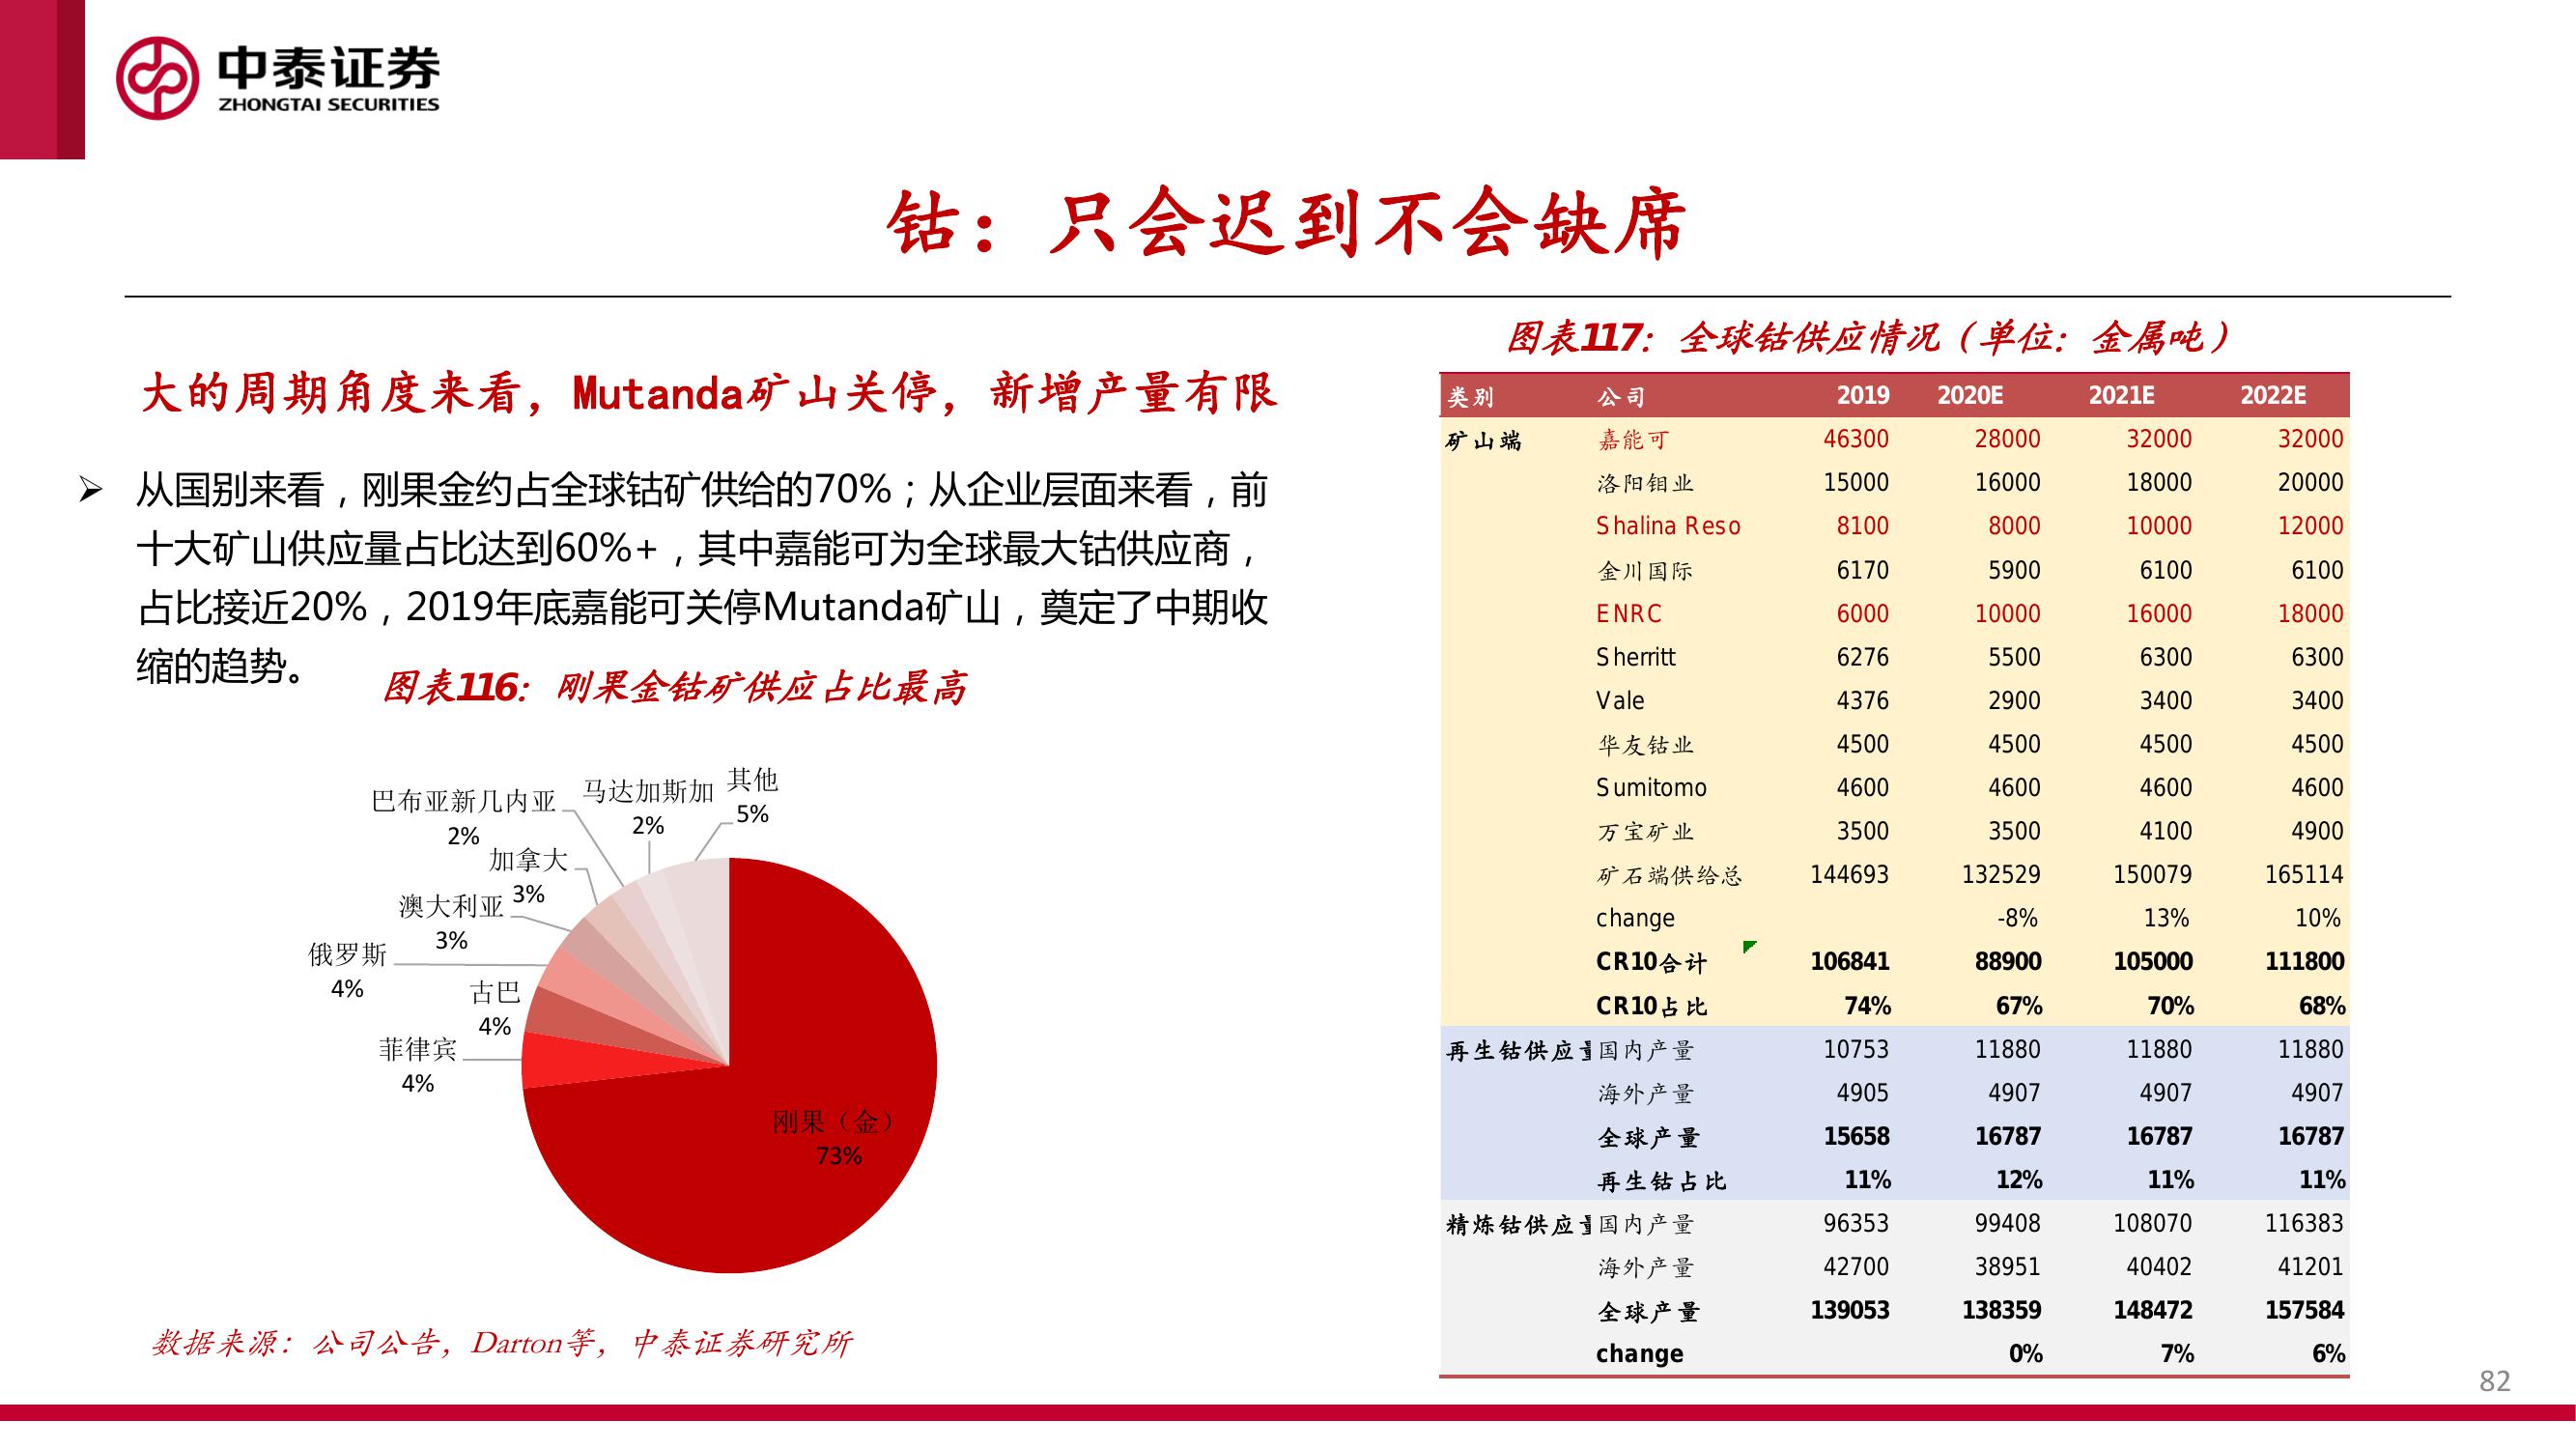 中泰证券
ZHONGTAI SECURITIES
钴：只会迟到不会缺席
大的周期角度来看，Mutanda矿山关停，新增产量有限
➢ 从国别来看，刚果金约占全球钴矿供给的70%；从企业层面来看，前
十大矿山供应量占比达到60%+，其中嘉能可为全球最大钴供应商，
占比接近20%，2019年底嘉能可关停Mutanda矿山，奠定了中期收
缩的趋势。
图表116：刚果金钴矿供应占比最高
其他
5%
马达加斯加
2%
巴布亚新几内亚
2%
加拿大
3%
澳大利亚
3%
俄罗斯
4%
古巴
4%
菲律宾
4%
刚果（金）
73%
数据来源：公司公告，Darton等，中泰证券研究所
图表117：全球钴供应情况（单位：金属吨）
类别 公司 2019 2020E 2021E 2022E
矿山端 嘉能可 46300 28000 32000 32000
洛阳钼业 15000 16000 18000 20000
Shalina Reso 8100 8000 10000 12000
金川国际 6170 5900 6100 6100
ENRC 6000 10000 16000 18000
Sherritt 6276 5500 6300 6300
Vale 4376 2900 3400 3400
华友钴业 4500 4500 4500 4500
Sumitomo 4600 4600 4600 4600
万宝矿业 3500 3500 4100 4900
矿石端供给总 144693 132529 150079 165114
change -8% 13% 10%
CR10合计 106841 88900 105000 111800
CR10占比 74% 67% 70% 68%
再生钴供应量 国内产量 10753 11880 11880 11880
海外产量 4905 4907 4907 4907
全球产量 15658 16787 16787 16787
再生钴占比 11% 12% 11% 11%
精炼钴供应量 国内产量 96353 99408 108070 116383
海外产量 42700 38951 40402 41201
全球产量 139053 138359 148472 157584
change 0% 7% 6%
82